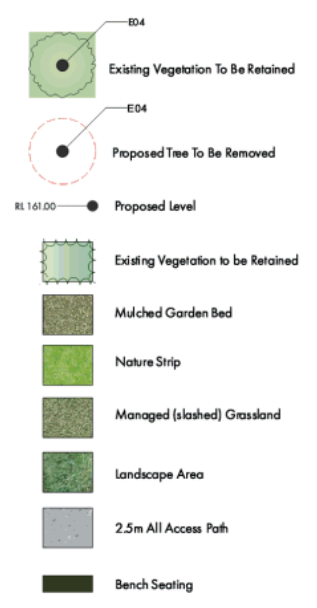 E04
Existing Vegetation To Be Retained
E04
Proposed Tree To Be Removed
RL 161.00 Proposed Level
Existing Vegetation to be Retained
Mulched Garden Bed
Nature Strip
Managed (slashed) Grassland
Landscape Area
2.5m All Access Path
Bench Seating